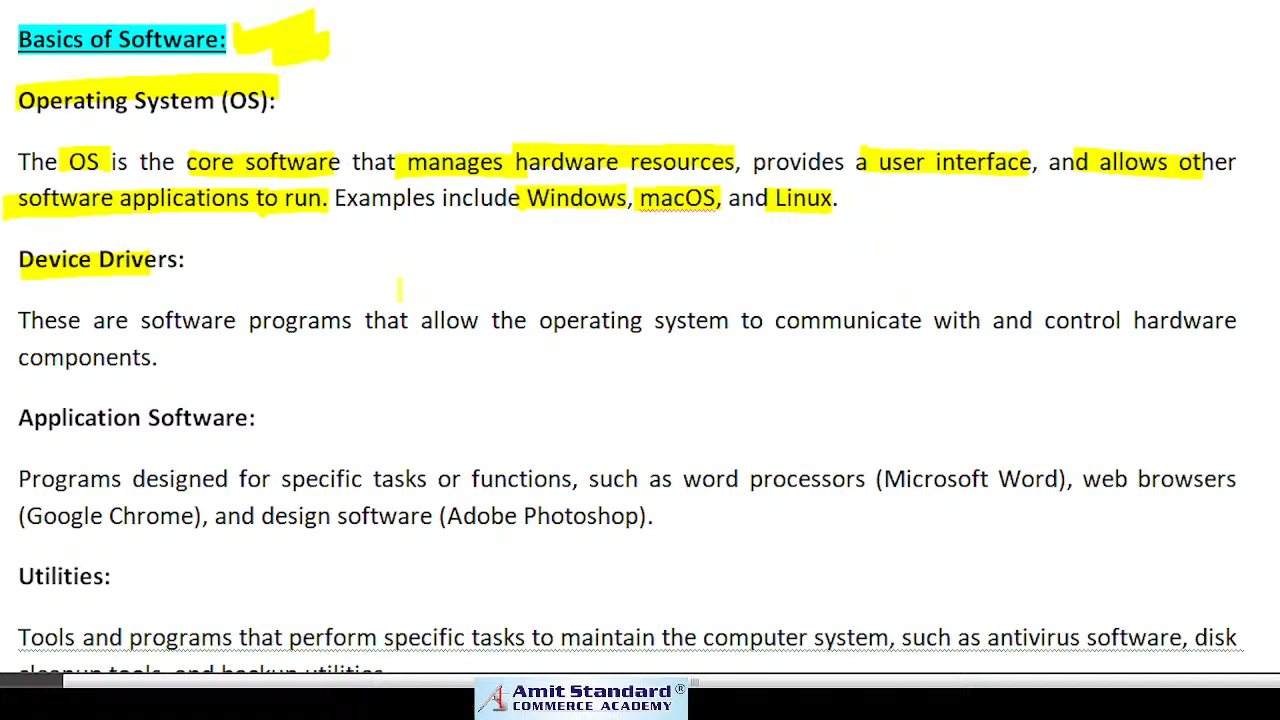 Basics of Software:
Operating System (OS):
The OS is the core software that manages hardware resources, provides a user interface, and allows other
software applications to run. Examples include Windows, macOS, and Linux.
Device Drivers:
These are software programs that allow the operating system to communicate with and control hardware
components.
Application Software:
Programs designed for specific tasks or functions, such as word processors (Microsoft Word), web browsers
(Google Chrome), and design software (Adobe Photoshop).
Utilities:
Tools and programs that perform specific tasks to maintain the computer system, such as antivirus software, disk
cleanup tools, and backup utilities.
Amit Standard®
COMMERCE ACADEMY